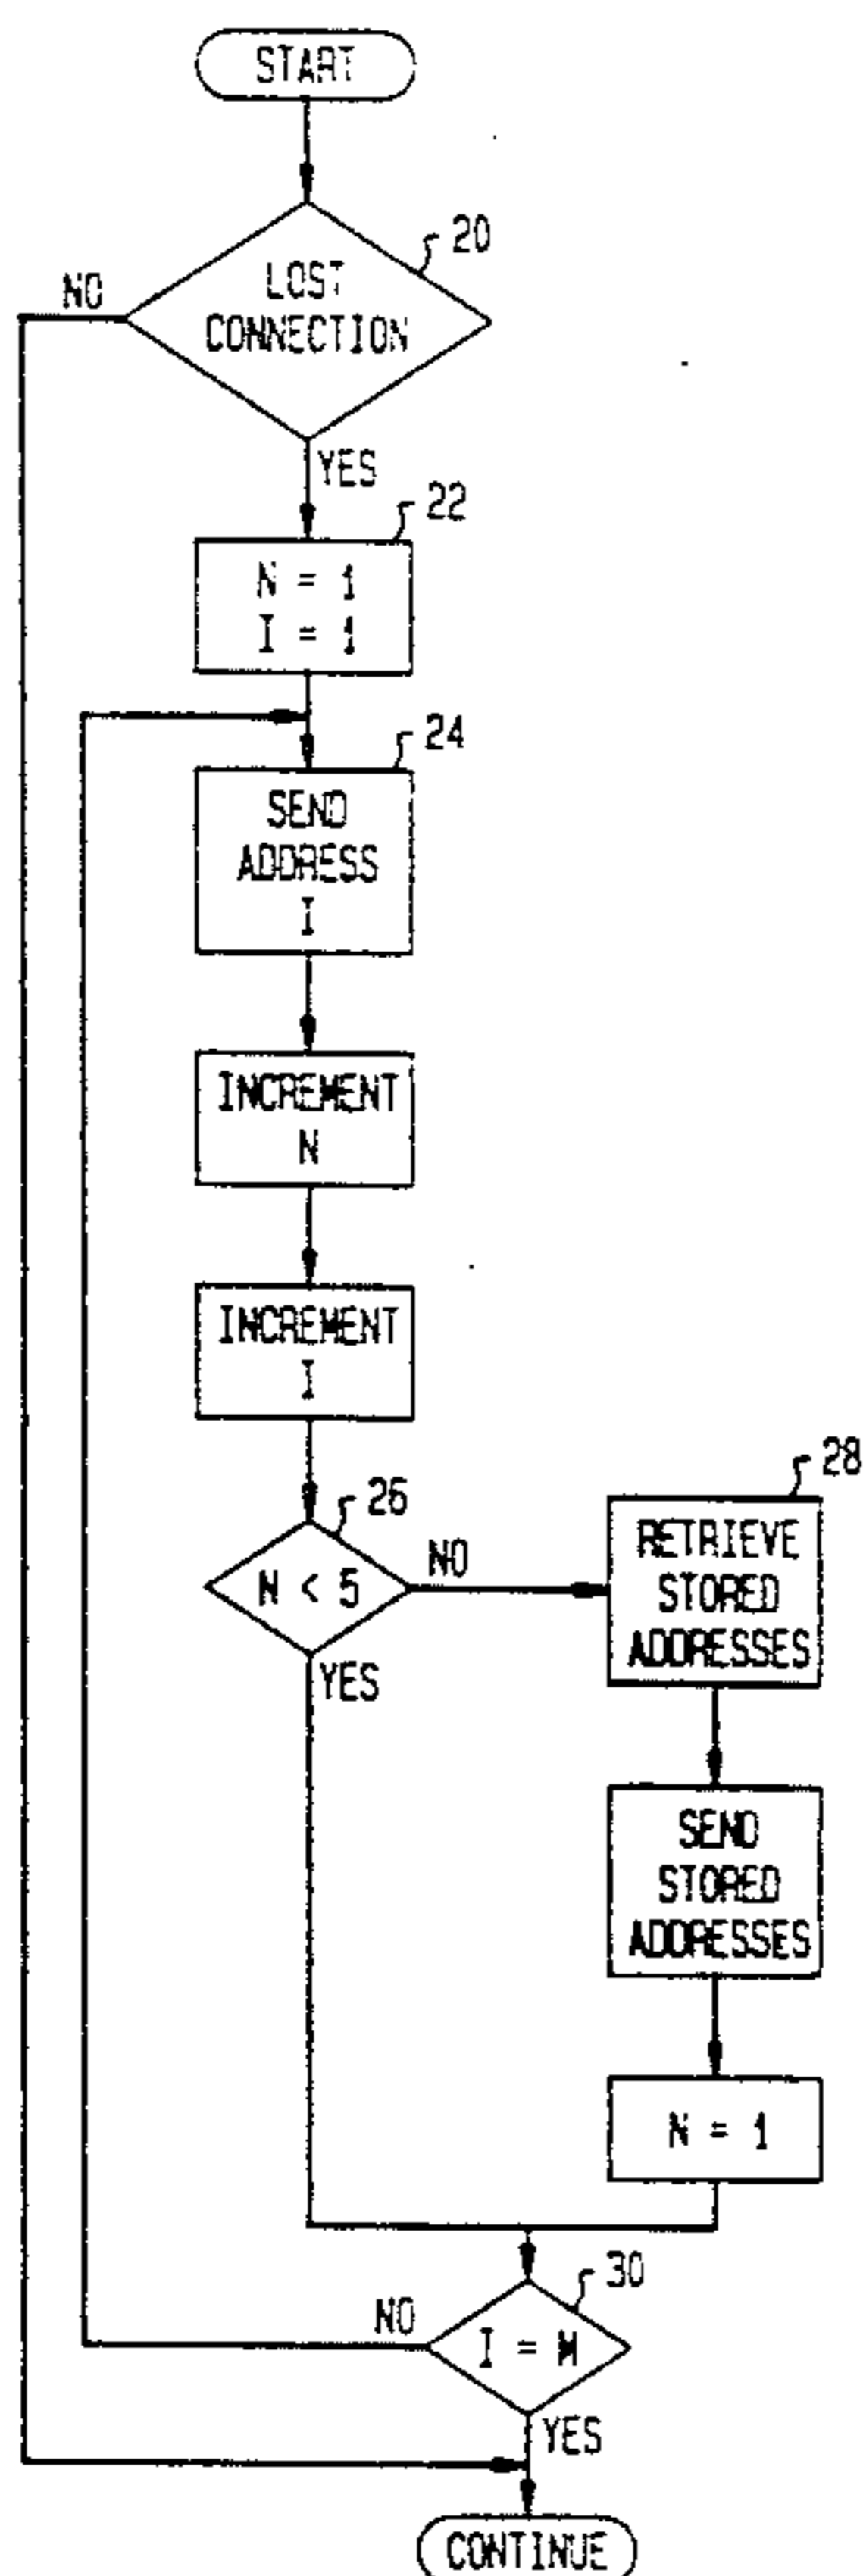 START
20
LOST
CONNECTION
NO
YES
22
N = 1
I = 1
24
SEND
ADDRESS
I
INCREMENT
N
INCREMENT
I
26
N < 5
NO
YES
28
RETRIEVE
STORED
ADDRESSES
SEND
STORED
ADDRESSES
N = 1
30
I = M
NO
YES
CONTINUE